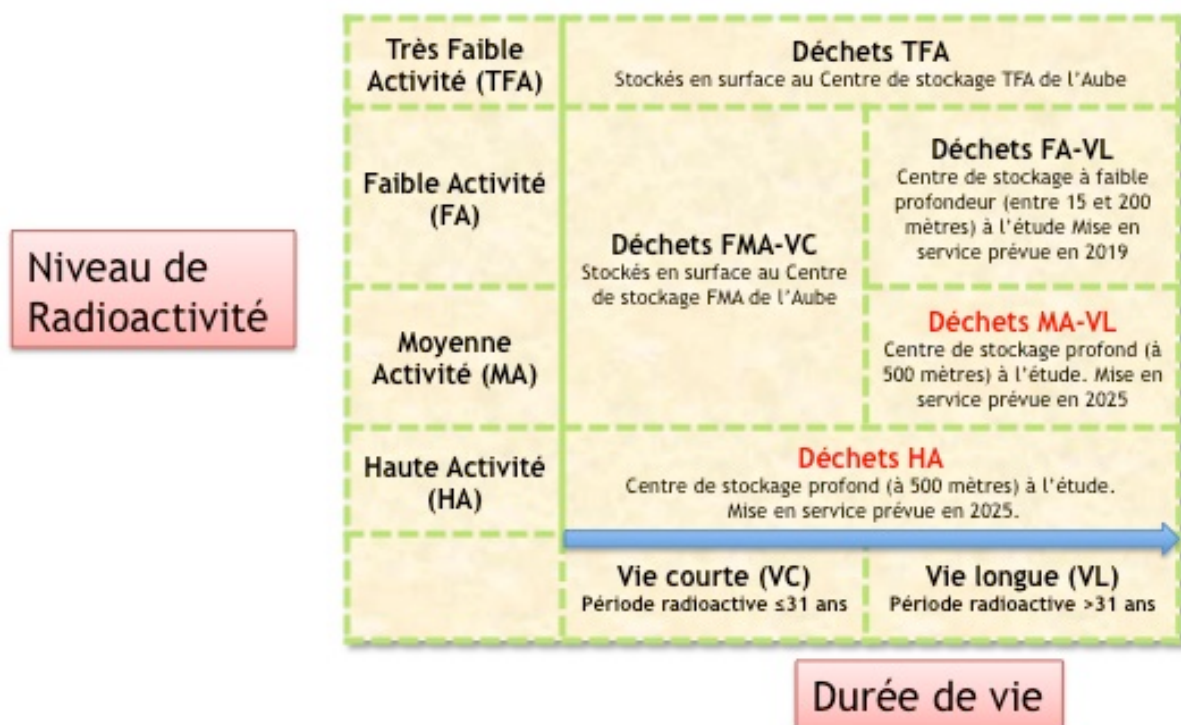 Très Faible
Activité (TFA)
Déchets TFA
Stockés en surface au Centre de stockage TFA de l'Aube
Faible Activité
(FA)
Déchets FMA-VC
Stockés en surface au Centre
de stockage FMA de l'Aube
Déchets FA-VL
Centre de stockage à faible
profondeur (entre 15 et 200
mètres) à l'étude Mise en
service prévue en 2019
Niveau de
Radioactivité
Moyenne
Activité (MA)
Déchets MA-VL
Centre de stockage profond (à
500 mètres) à l'étude. Mise en
service prévue en 2025
Haute Activité
(HA)
Déchets HA
Centre de stockage profond (à 500 mètres) à l'étude.
Mise en service prévue en 2025.
Vie courte (VC)
Période radioactive ≤31 ans
Vie longue (VL)
Période radioactive >31 ans
Durée de vie